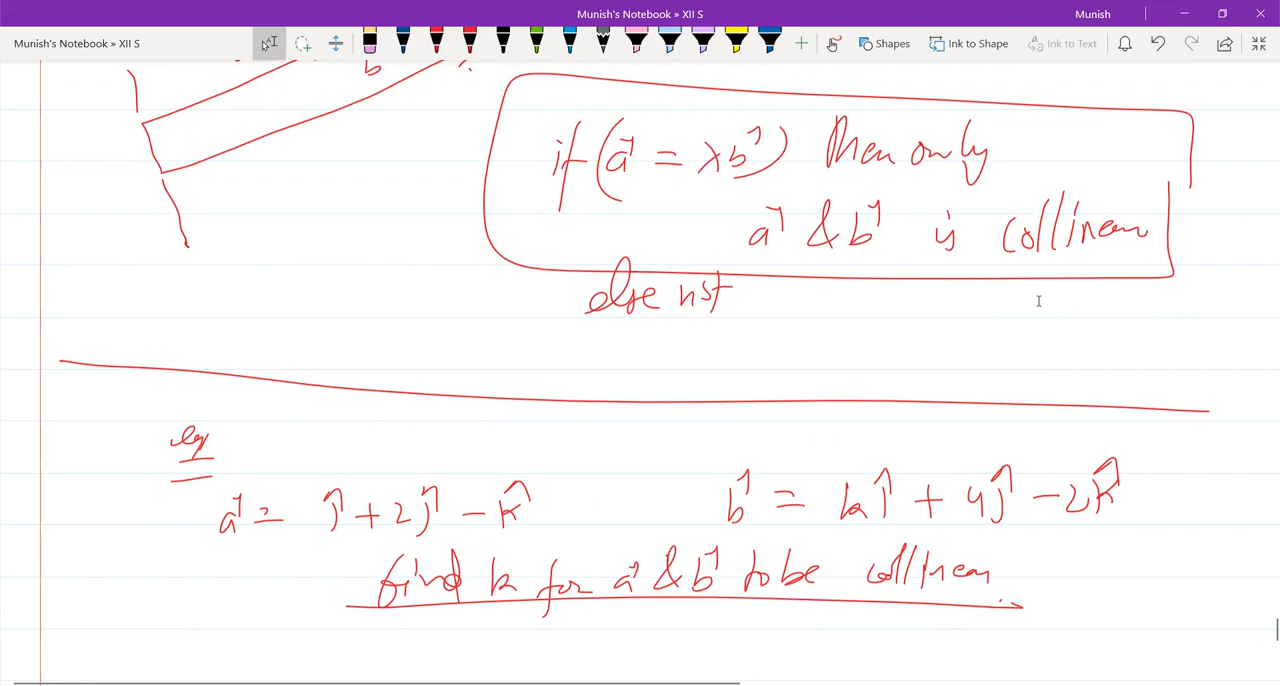 Munish's Notebook » XII S
Munish
Munish's Notebook » XII S
Shapes
Ink to Shape
Ink to Text
b
if (a⃗ = λb⃗) then only
a⃗ & b⃗ is collinear
else not
eg
a⃗ = î + 2ĵ - k̂
b⃗ = kî + 4ĵ - 2k̂
find k for a⃗ & b⃗ to be collinear